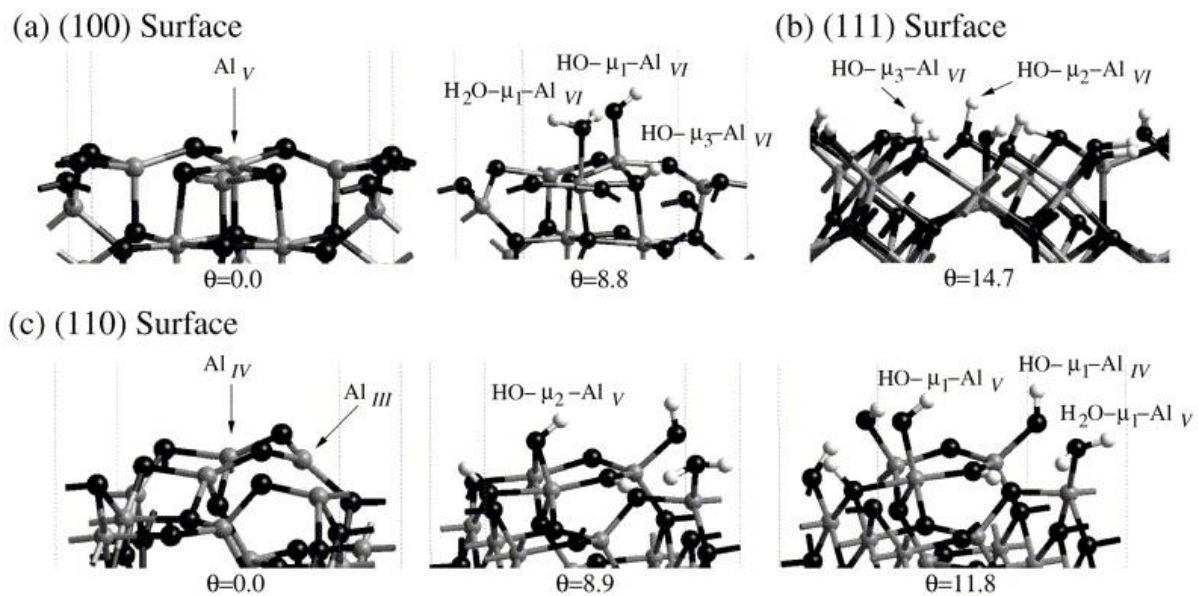 (a) (100) Surface
Al V
θ=0.0
HO–μ1–Al VI
H2O–μ1–Al VI
HO–μ3–Al VI
θ=8.8
(b) (111) Surface
HO–μ3–Al VI
HO–μ2–Al VI
θ=14.7
(c) (110) Surface
Al IV
Al III
θ=0.0
HO–μ2–Al V
θ=8.9
HO–μ1–Al V
HO–μ1–Al IV
H2O–μ1–Al V
θ=11.8